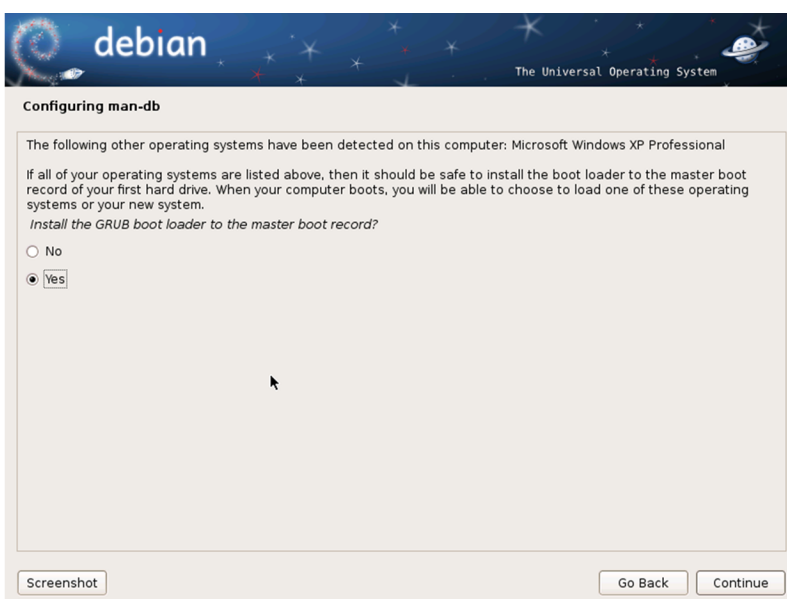 debian
The Universal Operating System
Configuring man-db
The following other operating systems have been detected on this computer: Microsoft Windows XP Professional
If all of your operating systems are listed above, then it should be safe to install the boot loader to the master boot
record of your first hard drive. When your computer boots, you will be able to choose to load one of these operating
systems or your new system.
Install the GRUB boot loader to the master boot record?
No
Yes
Screenshot
Go Back
Continue